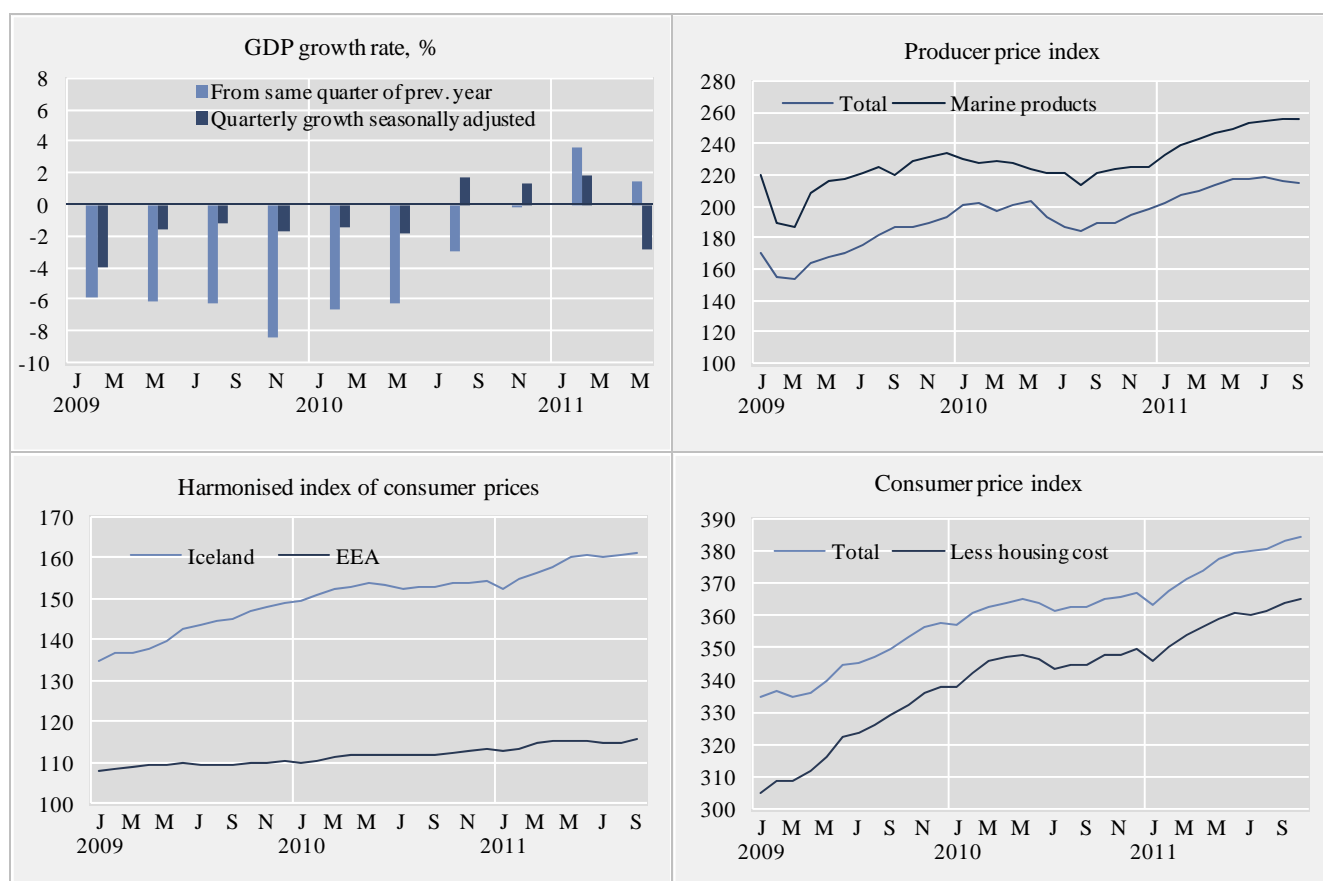 GDP growth rate, %
8
From same quarter of prev. year
6
Quarterly growth seasonally adjusted
4
2
0
-2
-4
-6
-8
-10
J M M J S N J M M J S N J M M
2009 2010 2011
Producer price index
280
Total Marine products
260
240
220
200
180
160
140
120
100
J M M J S N J M M J S N J M M J S
2009 2010 2011
Harmonised index of consumer prices
170
160
Iceland EEA
150
140
130
120
110
100
J M M J S N J M M J S N J M M J S
2009 2010 2011
Consumer price index
390
380
Total Less housing cost
370
360
350
340
330
320
310
300
J M M J S N J M M J S N J M M J S
2009 2010 2011